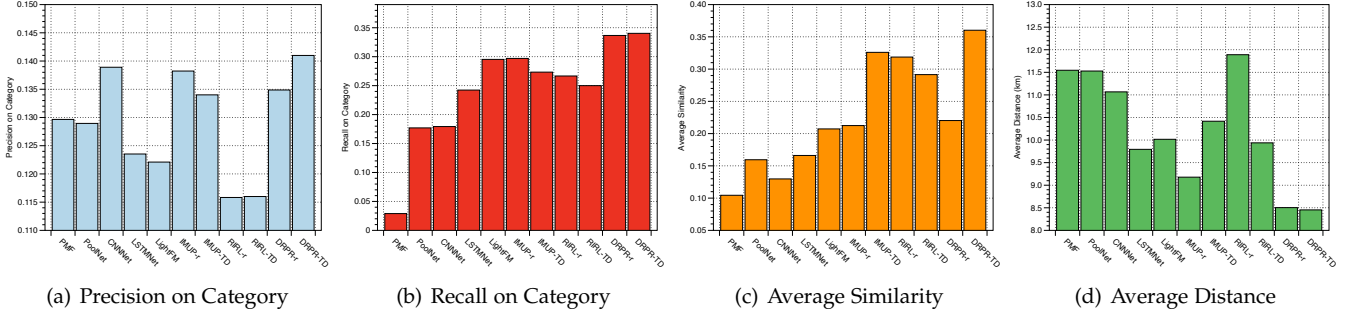 0.150
0.145
0.140
0.135
0.130
0.125
0.120
0.115
0.110
Precision on Category
PMF
PoolNet
CNNNet
LSTMNet
LightFM
IMUP-r
IMUP-TD
RIRL-r
RIRL-TD
DRPR-r
DRPR-TD
(a) Precision on Category
0.35
0.30
0.25
0.20
0.15
0.10
0.05
0
Recall on Category
PMF
PoolNet
CNNNet
LSTMNet
LightFM
IMUP-r
IMUP-TD
RIRL-r
RIRL-TD
DRPR-r
DRPR-TD
(b) Recall on Category
0.40
0.35
0.30
0.25
0.20
0.15
0.10
0.05
Average Similarity
PMF
PoolNet
CNNNet
LSTMNet
LightFM
IMUP-r
IMUP-TD
RIRL-r
RIRL-TD
DRPR-r
DRPR-TD
(c) Average Similarity
13.0
12.5
12.0
11.5
11.0
10.5
10.0
9.5
9.0
8.5
8.0
Average Distance (km)
PMF
PoolNet
CNNNet
LSTMNet
LightFM
IMUP-r
IMUP-TD
RIRL-r
RIRL-TD
DRPR-r
DRPR-TD
(d) Average Distance